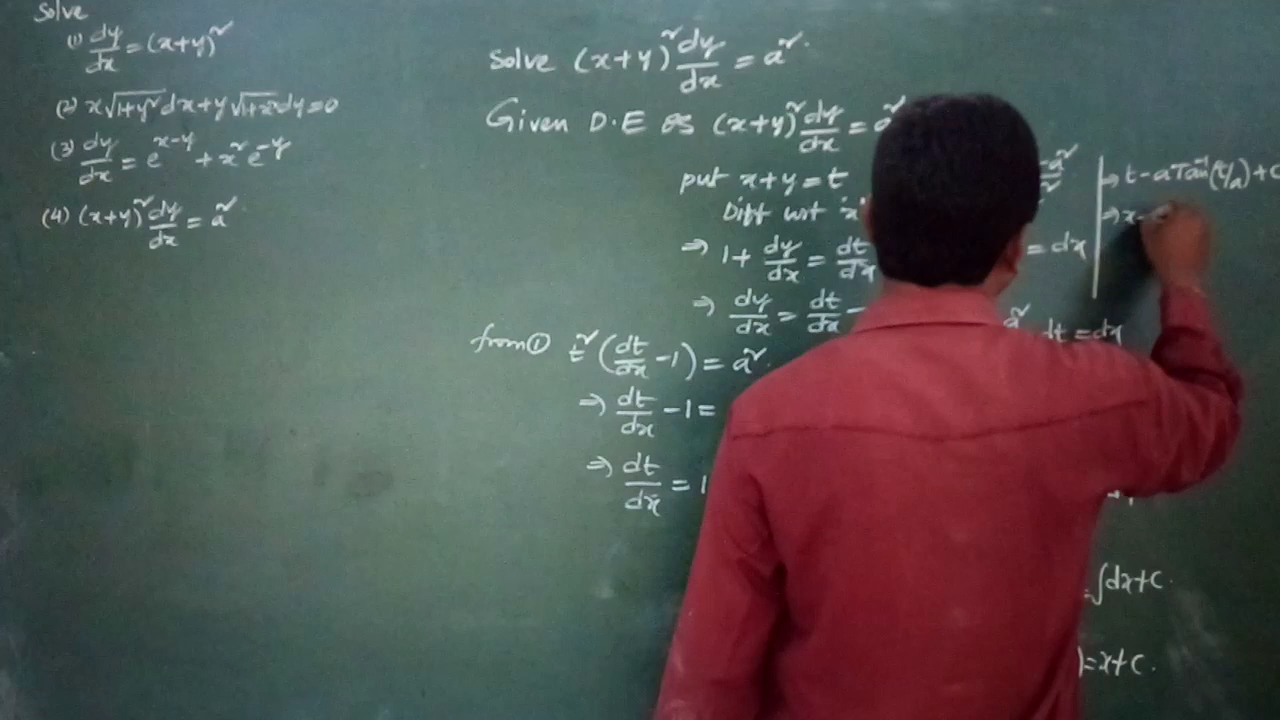 Solve
(1) dy/dx = (x+y)²
(2) x√1+y² dx + y√1+x² dy = 0
(3) dy/dx = e^x-y + x² e^-y
(4) (x+y)² dy/dx = a²
Solve (x+y)² dy/dx = a².
Given D.E is (x+y)² dy/dx = a²
put x+y = t
Diff wrt 'x'
⇒ 1 + dy/dx = dt/dx
⇒ dy/dx = dt/dx -
from ① t² (dt/dx - 1) = a².
⇒ dt/dx - 1 =
⇒ dt/dx = 1
= dx
a² dt = dx
= ∫dx + c.
) = x + c.
⇒ t - a Tan⁻¹(t/a) + c
⇒ x -